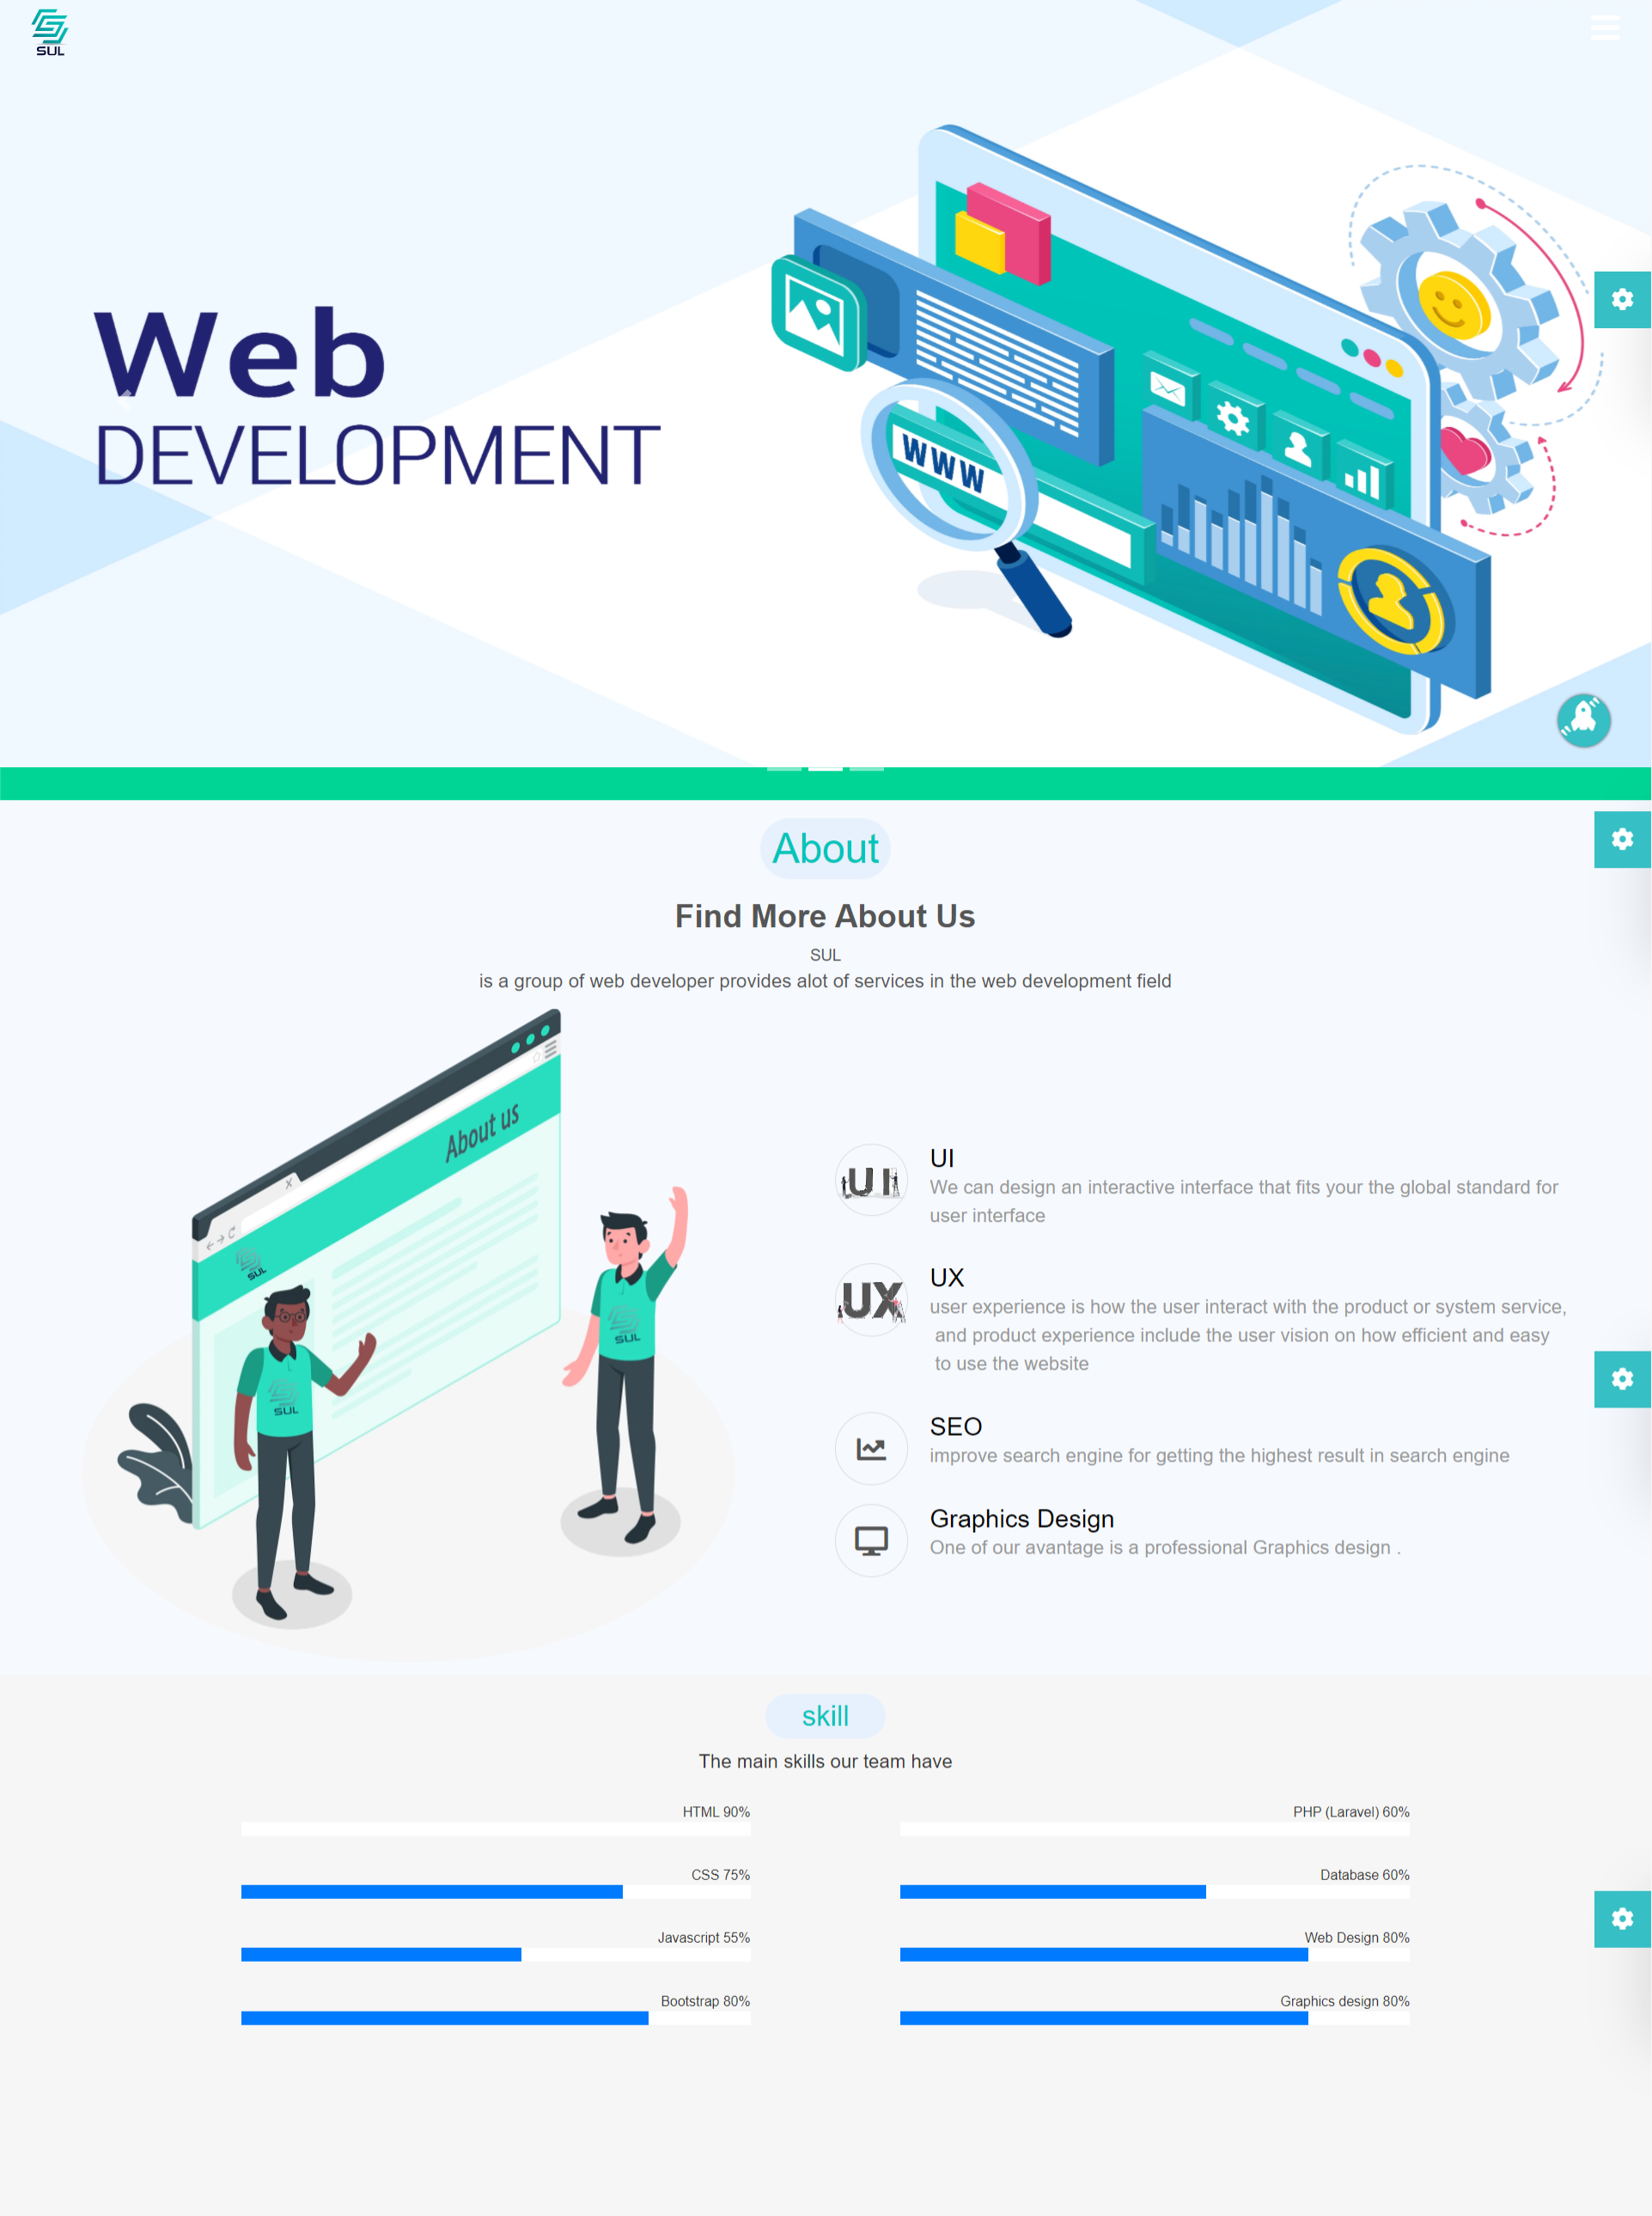 SUL
Web
DEVELOPMENT
WWW
About
Find More About Us
SUL
is a group of web developer provides alot of services in the web development field
About us
X
SUL
SUL
SUL
UI
UI
We can design an interactive interface that fits your the global standard for
user interface
UX
UX
user experience is how the user interact with the product or system service,
and product experience include the user vision on how efficient and easy
to use the website
SEO
improve search engine for getting the highest result in search engine
Graphics Design
One of our avantage is a professional Graphics design .
skill
The main skills our team have
HTML 90%
PHP (Laravel) 60%
CSS 75%
Database 60%
Javascript 55%
Web Design 80%
Bootstrap 80%
Graphics design 80%